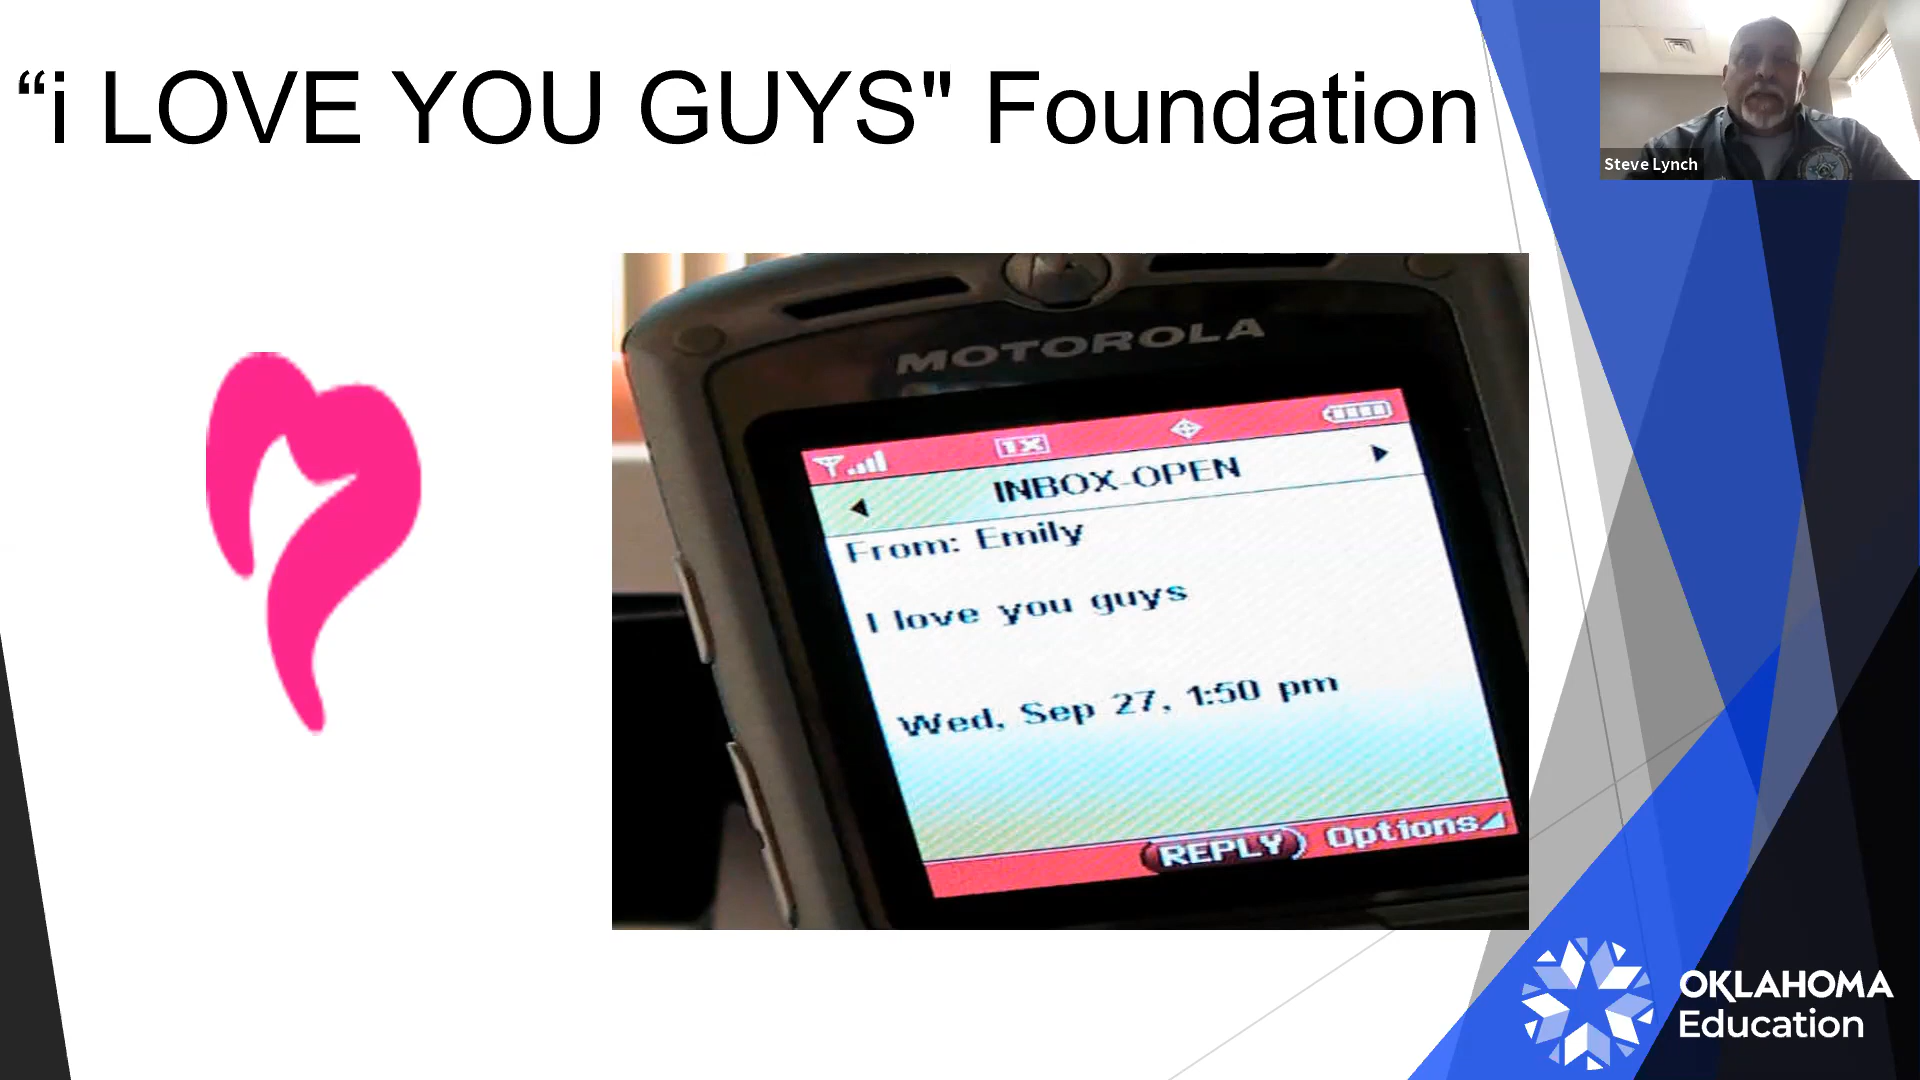 “i LOVE YOU GUYS" Foundation
Steve Lynch
MOTOROLA
1X
INBOX-OPEN
From: Emily
I love you guys
Wed, Sep 27, 1:50 pm
REPLY Options
OKLAHOMA
Education